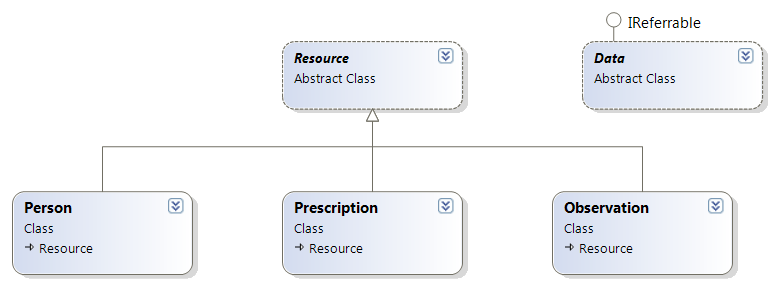 IReferrable
Resource
Abstract Class
Data
Abstract Class
Person
Class
Resource
Prescription
Class
Resource
Observation
Class
Resource